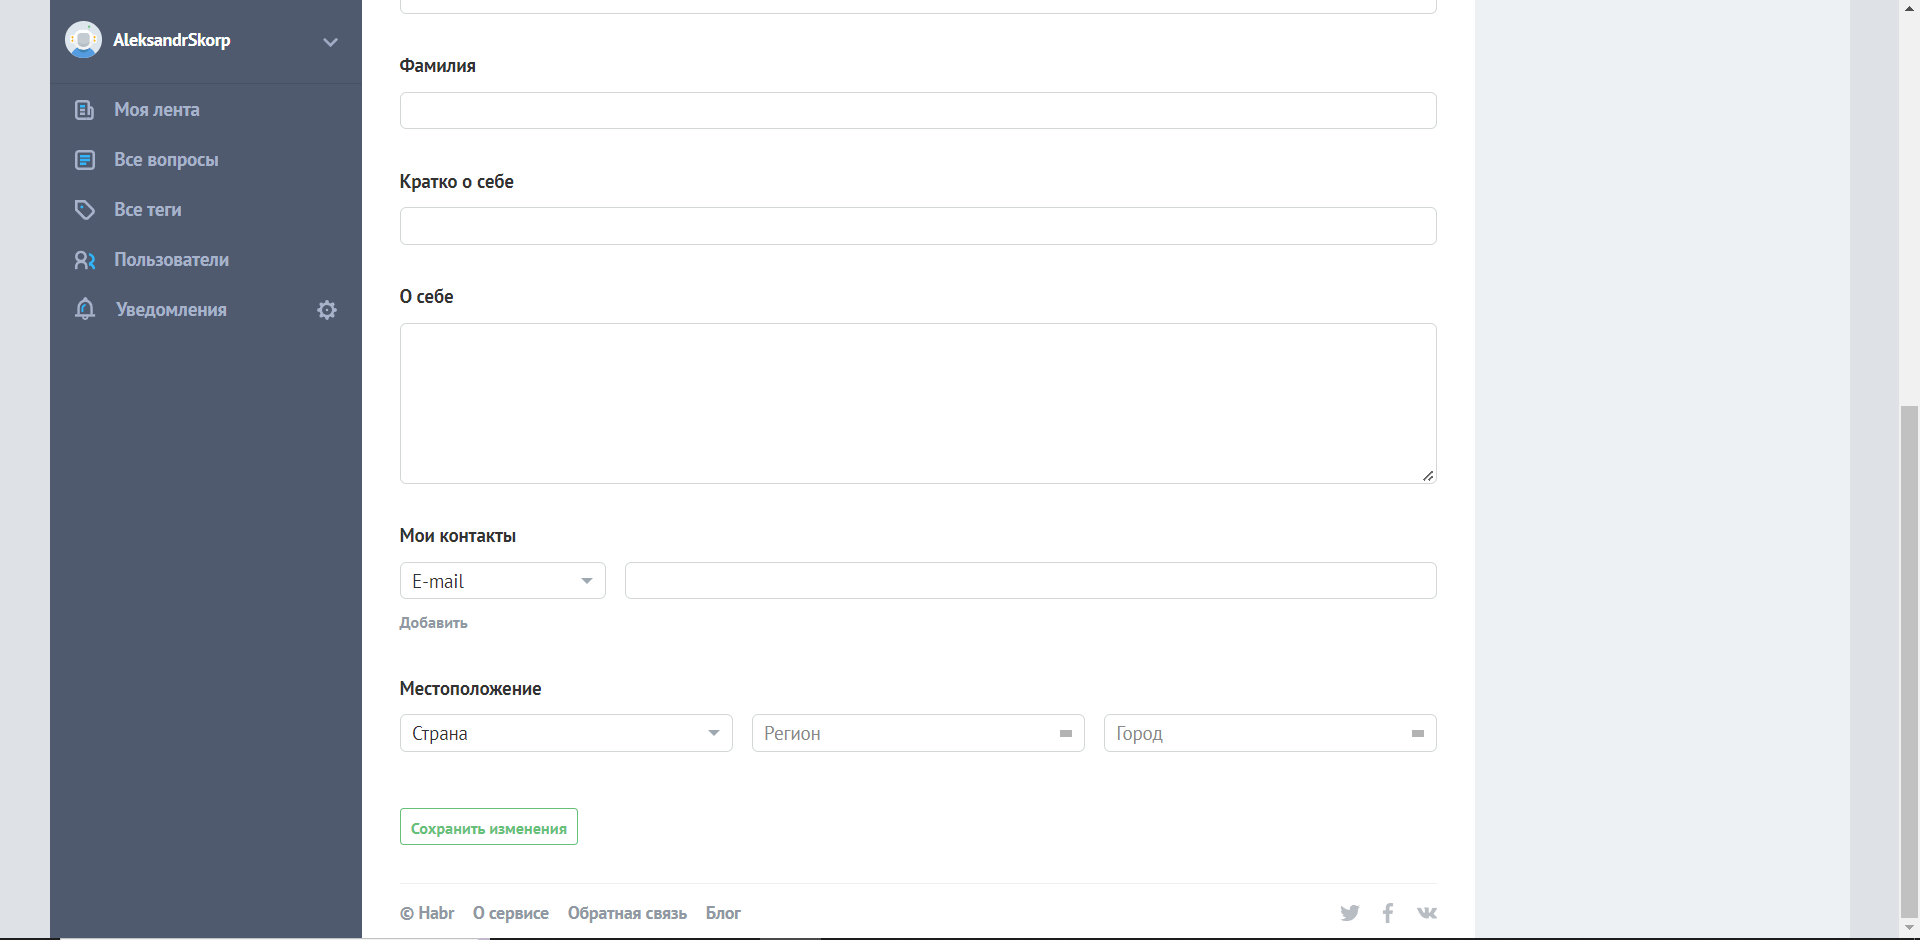 AleksandrSkorp
Моя лента
Все вопросы
Все теги
Пользователи
Уведомления
Фамилия
Кратко о себе
О себе
Мои контакты
E-mail
Добавить
Местоположение
Страна Регион Город
Сохранить изменения
© Habr О сервисе Обратная связь Блог